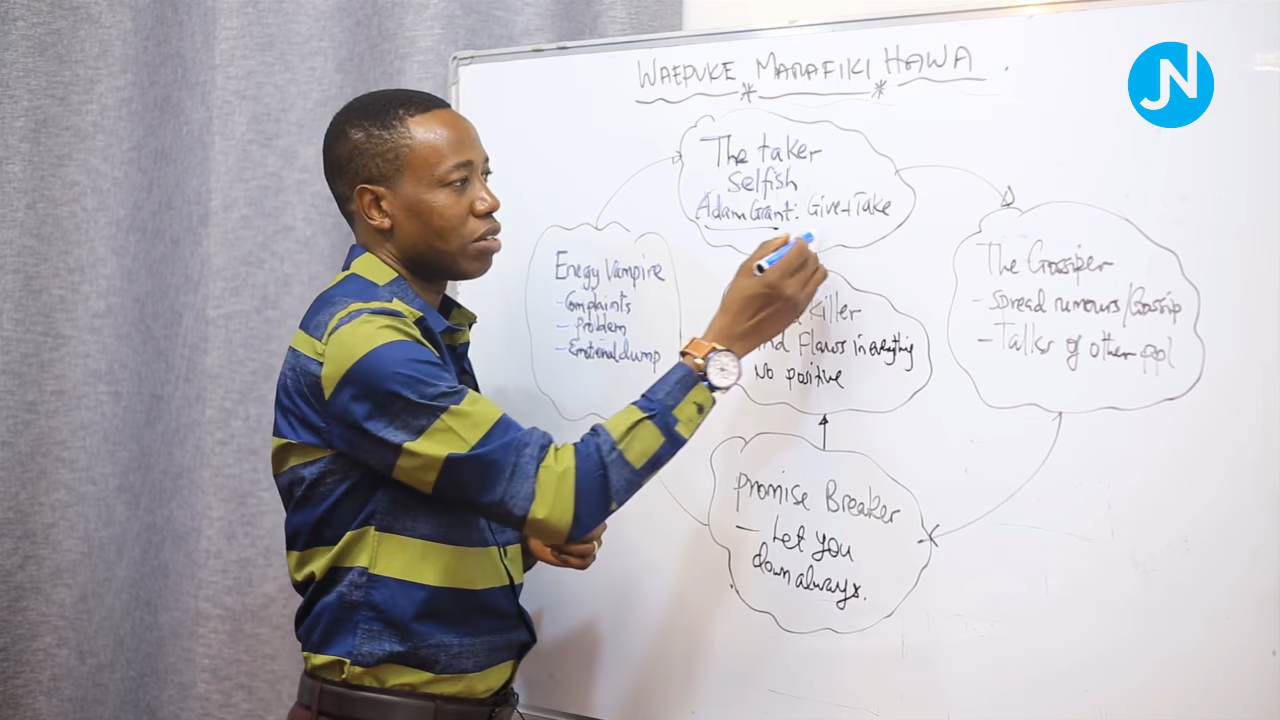 WAEPUKE MARAFIKI HAWA.
JN
The taker
Selfish
Adam Grant: Give+Take
The Gossiper
- spread rumours/Gossip
- Talks of other ppl
Enegy Vampire
- Complaints
- Problem
- Emotional dump
Killer
Flaws in everything
No positive
promise Breaker
- Let you
down always.